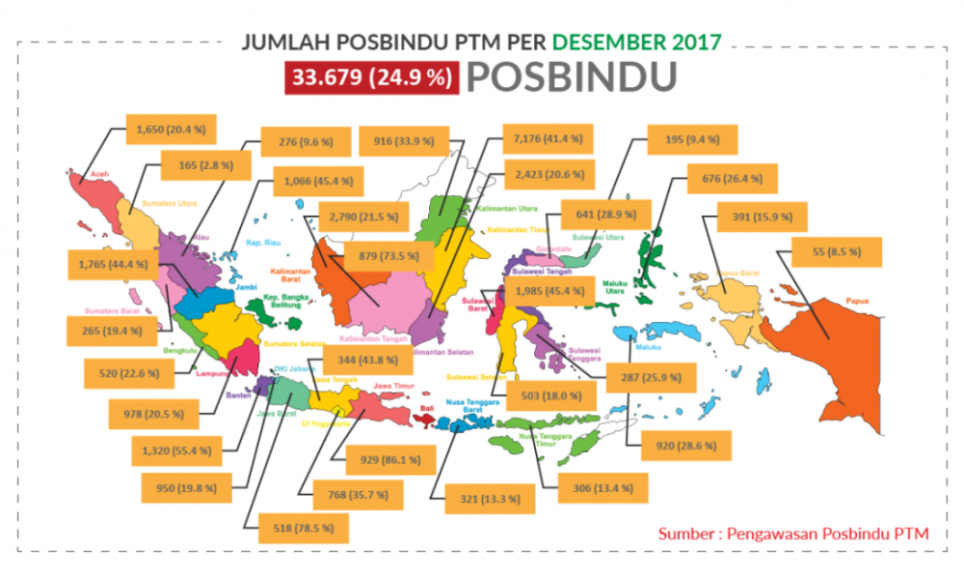 JUMLAH POSBINDU PTM PER DESEMBER 2017
33.679 (24.9 %) POSBINDU
1,650 (20.4 %)
276 (9.6 %)
916 (33.9 %)
7,176 (41.4 %)
195 (9.4 %)
165 (2.8 %)
1,066 (45.4 %)
2,423 (20.6 %)
676 (26.4 %)
Aceh
Sumatera Utara
2,790 (21.5 %)
Kalimantan Utara
641 (28.9 %)
391 (15.9 %)
Riau
Kep. Riau
Kalimantan Timur
Sulawesi Utara
879 (73.5 %)
Gorontalo
55 (8.5 %)
1,765 (44.4 %)
Kalimantan
Barat
Sulawesi Tengah
Papua Barat
Jambi
1,985 (45.4 %)
Maluku
Utara
Kep. Bangka
Belitung
Sulawesi
Barat
Papua
Sumatera Barat
265 (19.4 %)
Kalimantan Tengah
Sumatera Selatan
Bengkulu
Kalimantan Selatan
Sulawesi
Tenggara
Maluku
344 (43.8 %)
520 (22.6 %)
Lampung
DKI Jakarta
Jawa Tengah
Sulawesi Selatan
287 (25.9 %)
Jawa Timur
503 (18.0 %)
Banten
978 (20.5 %)
Jawa Barat
DI Yogyakarta
Bali
Nusa Tenggara
Barat
Nusa Tenggara
Timur
1,320 (55.4 %)
929 (86.1 %)
920 (28.6 %)
950 (19.8 %)
768 (35.7 %)
321 (13.3 %)
306 (13.4 %)
518 (78.5 %)
Sumber : Pengawasan Posbindu PTM